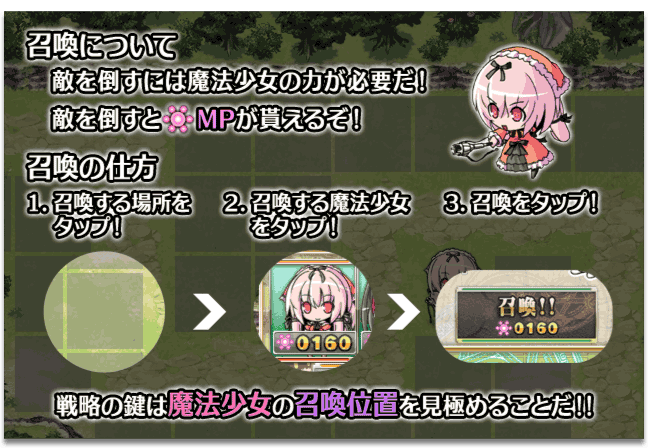 召喚について
敵を倒すには魔法少女の力が必要だ!
敵を倒すとMPが貰えるぞ!
召喚の仕方
1. 召喚する場所をタップ!
2. 召喚する魔法少女をタップ!
3. 召喚をタップ!
0160
召喚!!
0160
戦略の鍵は魔法少女の召喚位置を見極めることだ!!